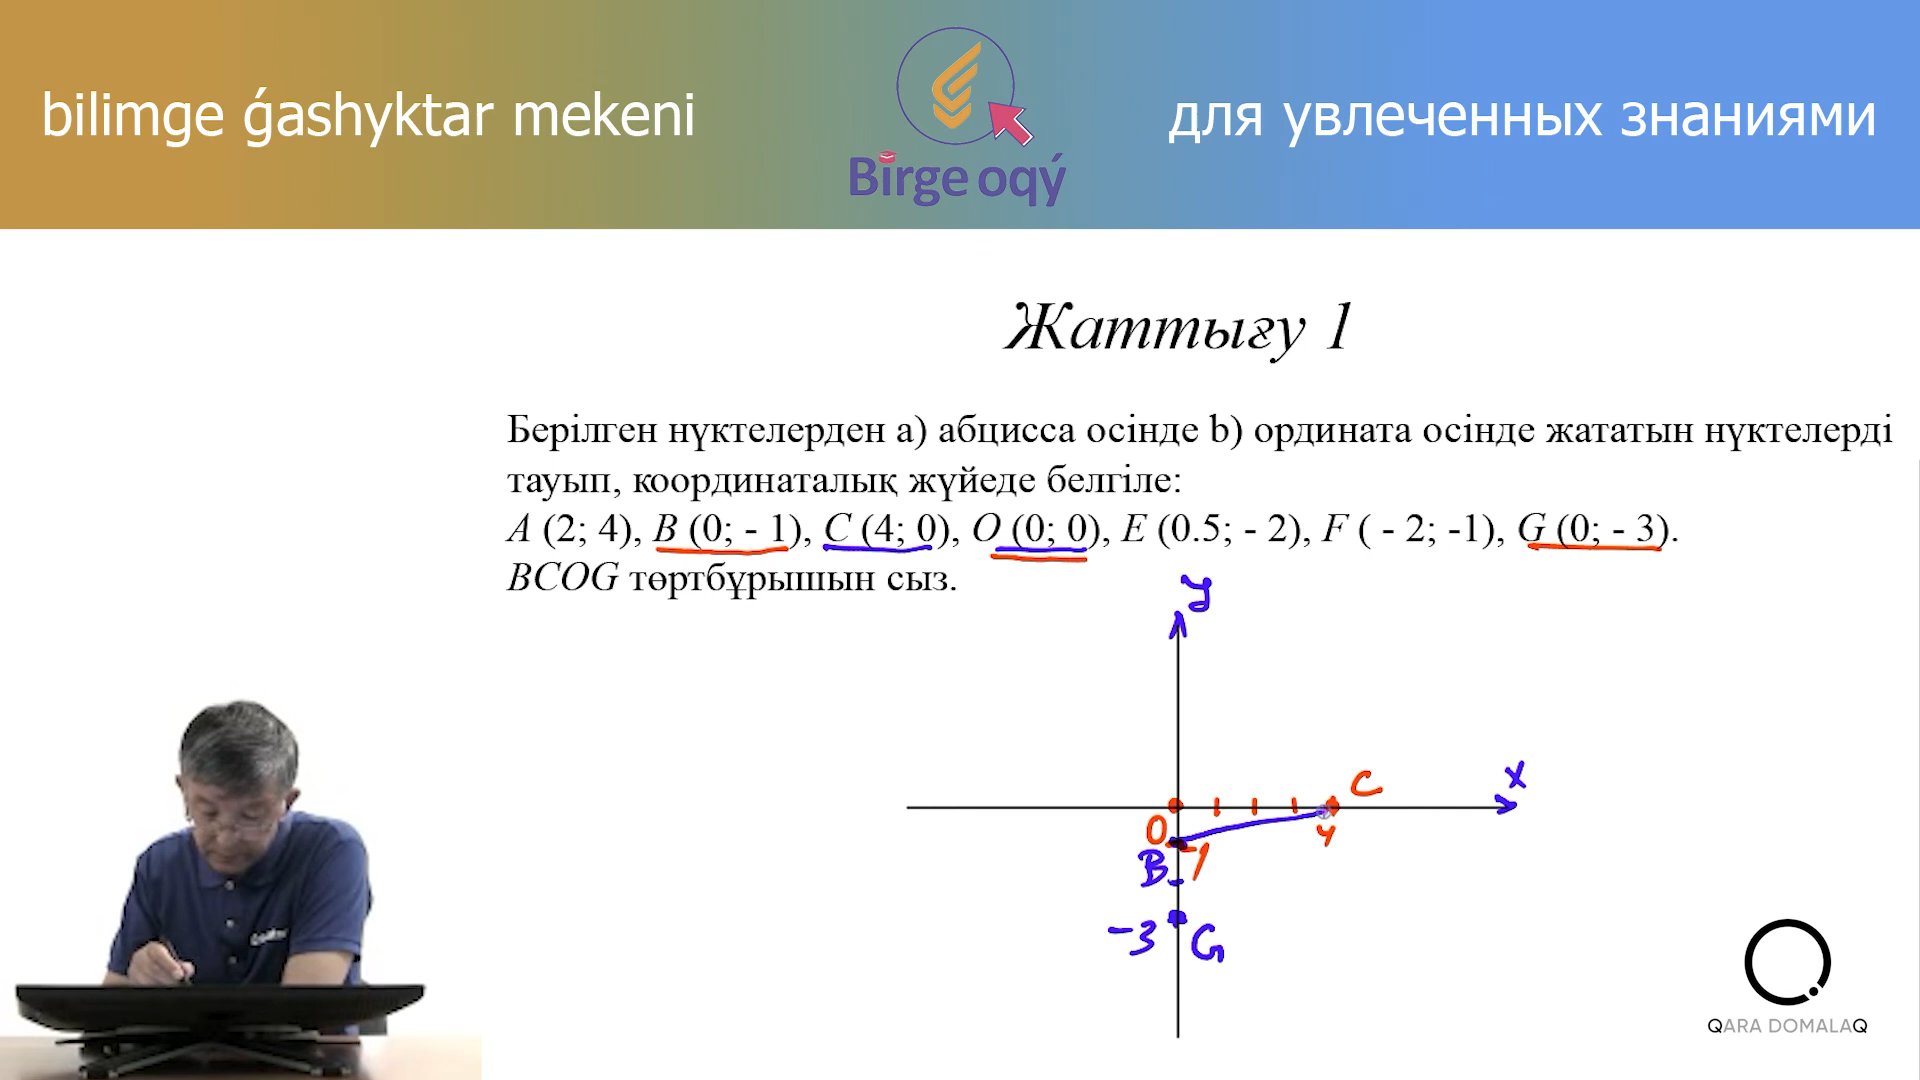 bilimge ǵashyktar mekeni
Birge oqý
для увлеченных знаниями
Жаттығу 1
Берілген нүктелерден a) абцисса осінде b) ордината осінде жататын нүктелерді
тауып, координаталық жүйеде белгіле:
A (2; 4), B (0; - 1), C (4; 0), O (0; 0), E (0.5; - 2), F ( - 2; -1), G (0; - 3).
BCOG төртбұрышын сыз.
y
x
C
0
4
B
-1
-3
G
QARA DOMALAQ